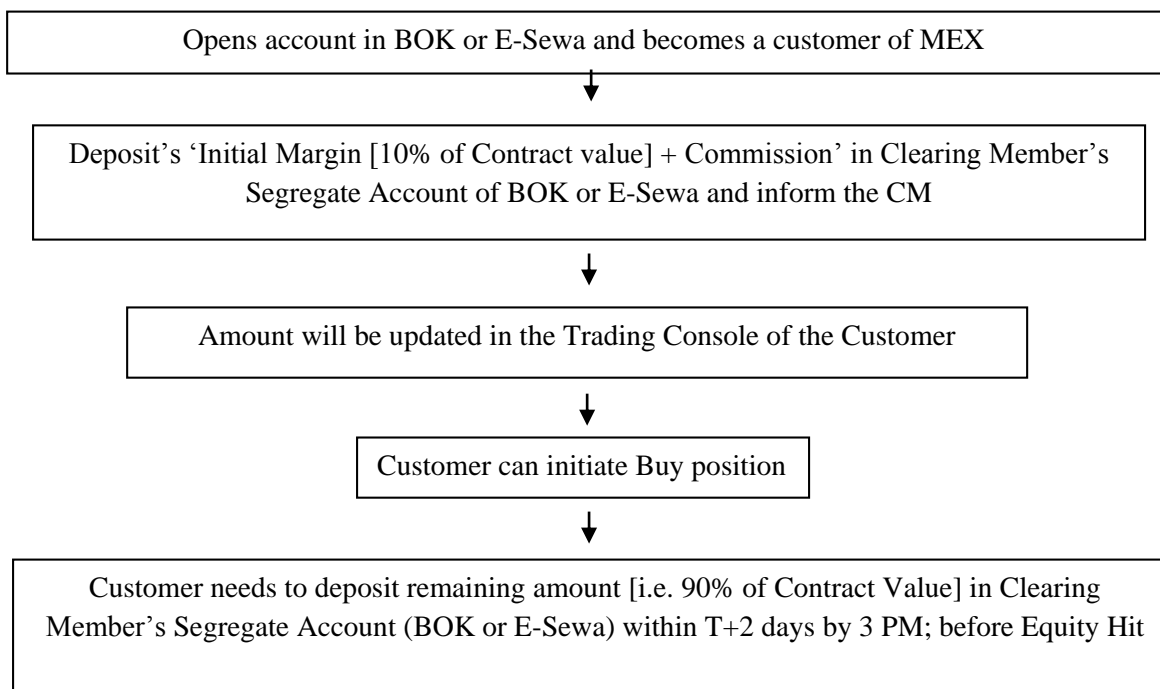 Opens account in BOK or E-Sewa and becomes a customer of MEX
Deposit's ‘Initial Margin [10% of Contract value] + Commission’ in Clearing Member’s
Segregate Account of BOK or E-Sewa and inform the CM
Amount will be updated in the Trading Console of the Customer
Customer can initiate Buy position
Customer needs to deposit remaining amount [i.e. 90% of Contract Value] in Clearing
Member’s Segregate Account (BOK or E-Sewa) within T+2 days by 3 PM; before Equity Hit